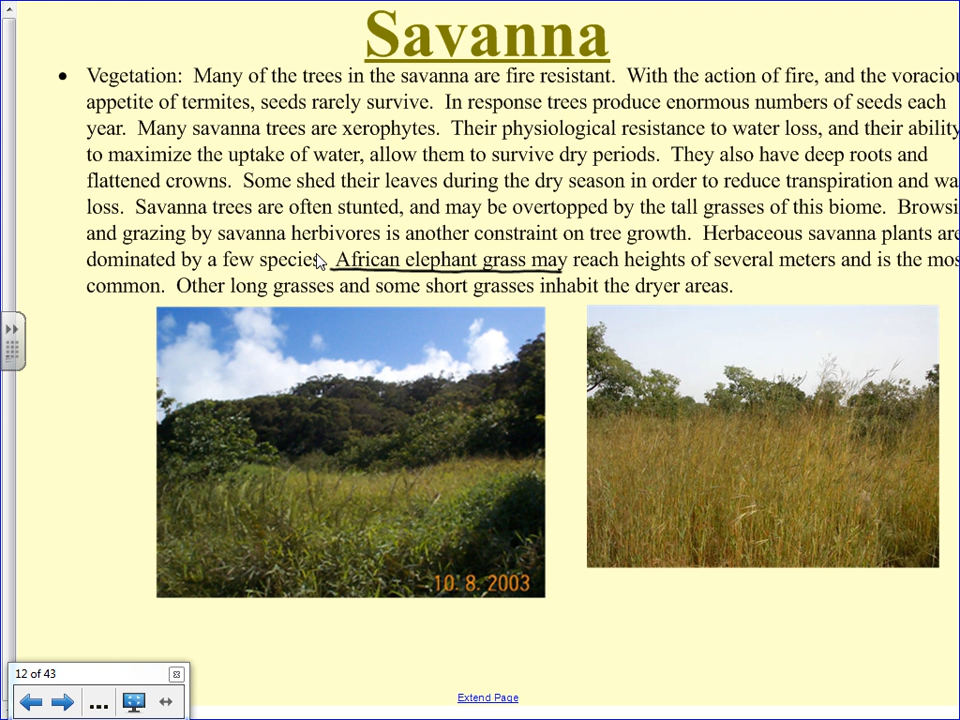 Savanna
• Vegetation: Many of the trees in the savanna are fire resistant. With the action of fire, and the
appetite of termites, seeds rarely survive. In response trees produce enormous numbers of seeds each
year. Many savanna trees are xerophytes. Their physiological resistance to water loss, and their ability
to maximize the uptake of water, allow them to survive dry periods. They also have deep roots and
flattened crowns. Some shed their leaves during the dry season in order to reduce transpiration and
loss. Savanna trees are often stunted, and may be overtopped by the tall grasses of this biome.
and grazing by savanna herbivores is another constraint on tree growth. Herbaceous savanna plants are
dominated by a few species. African elephant grass may reach heights of several meters and is the
common. Other long grasses and some short grasses inhabit the dryer areas.
10. 8. 2003
12 of 43
...
Extend Page